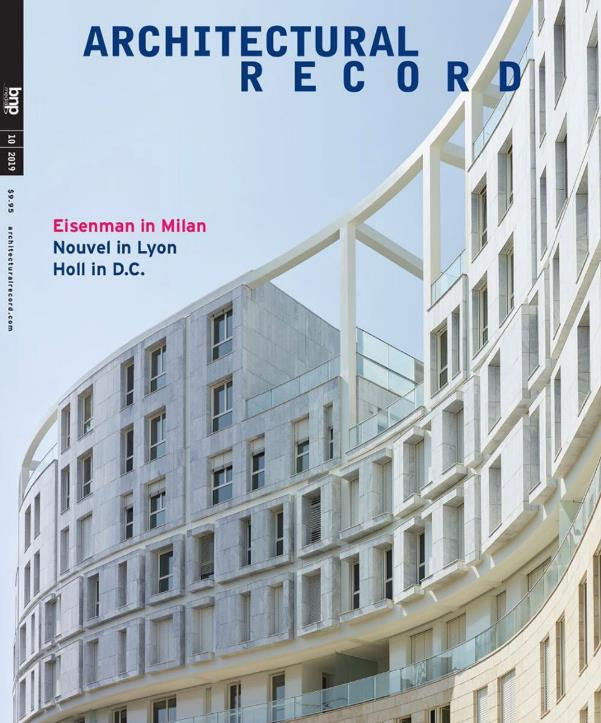 ARCHITECTURAL
RECORD
bnp
10 2019
$9.95 architecturalrecord.com
Eisenman in Milan
Nouvel in Lyon
Holl in D.C.